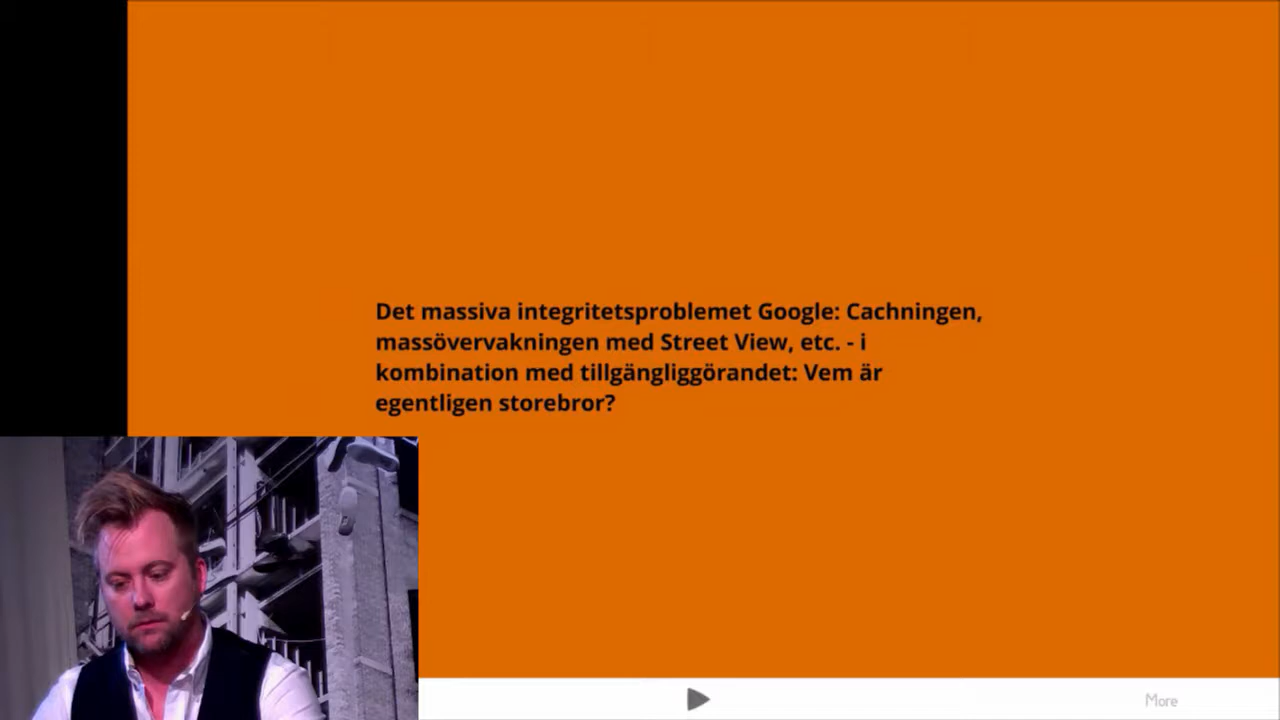 Det massiva integritetsproblemet Google: Cachningen,
massövervakningen med Street View, etc. - i
kombination med tillgängliggörandet: Vem är
egentligen storebror?
More